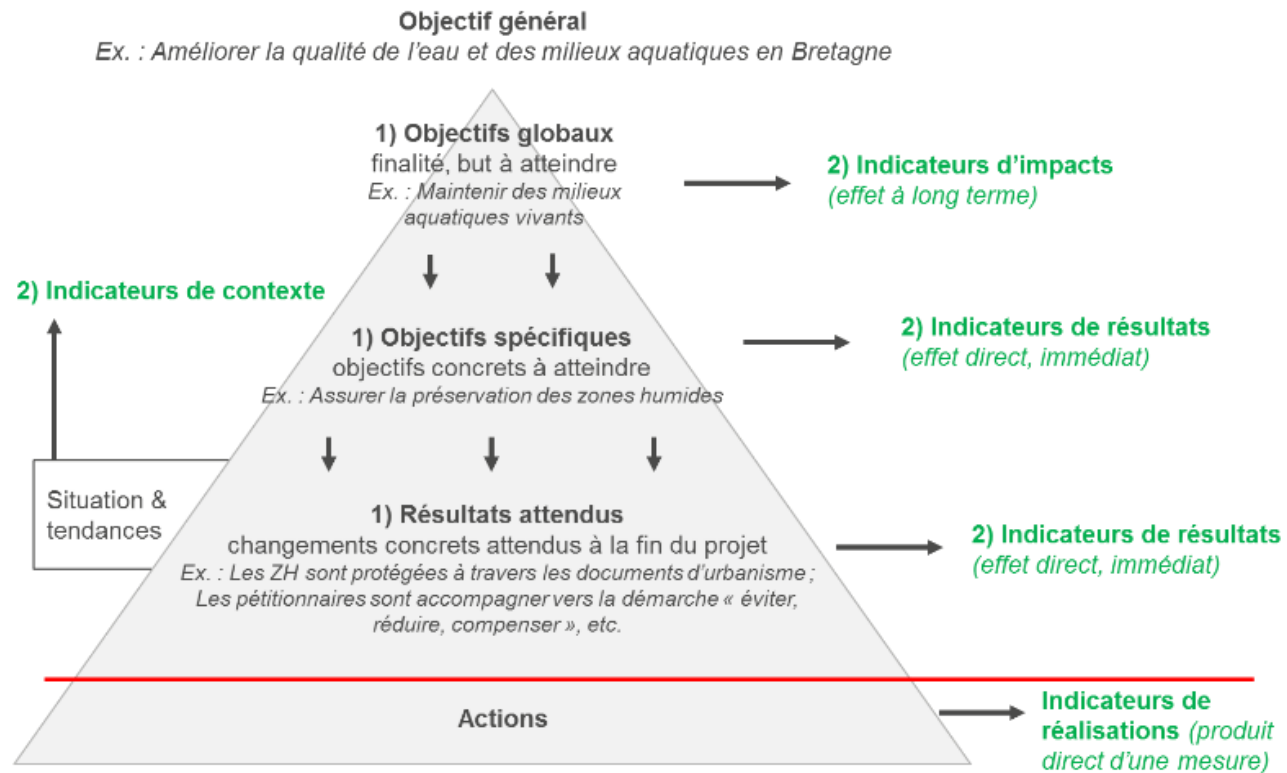 Objectif général
Ex. : Améliorer la qualité de l'eau et des milieux aquatiques en Bretagne
1) Objectifs globaux
finalité, but à atteindre
Ex. : Maintenir des milieux
aquatiques vivants
2) Indicateurs d'impacts
(effet à long terme)
2) Indicateurs de contexte
1) Objectifs spécifiques
objectifs concrets à atteindre
Ex. : Assurer la préservation des zones humides
2) Indicateurs de résultats
(effet direct, immédiat)
Situation &
tendances
1) Résultats attendus
changements concrets attendus à la fin du projet
Ex. : Les ZH sont protégées à travers les documents d'urbanisme ;
Les pétitionnaires sont accompagner vers la démarche « éviter,
réduire, compenser », etc.
2) Indicateurs de résultats
(effet direct, immédiat)
Actions
Indicateurs de
réalisations (produit
direct d'une mesure)